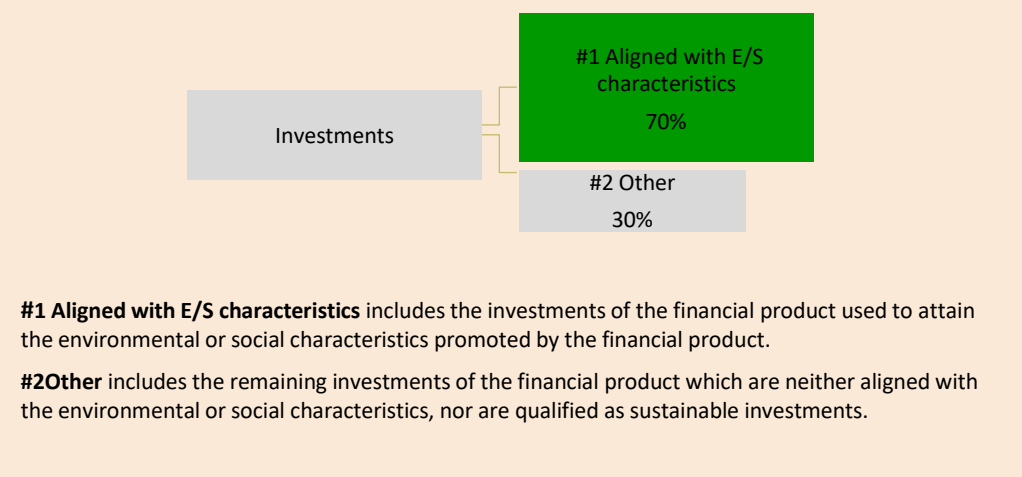 #1 Aligned with E/S
characteristics
70%
Investments
#2 Other
30%
#1 Aligned with E/S characteristics includes the investments of the financial product used to attain
the environmental or social characteristics promoted by the financial product.
#2Other includes the remaining investments of the financial product which are neither aligned with
the environmental or social characteristics, nor are qualified as sustainable investments.